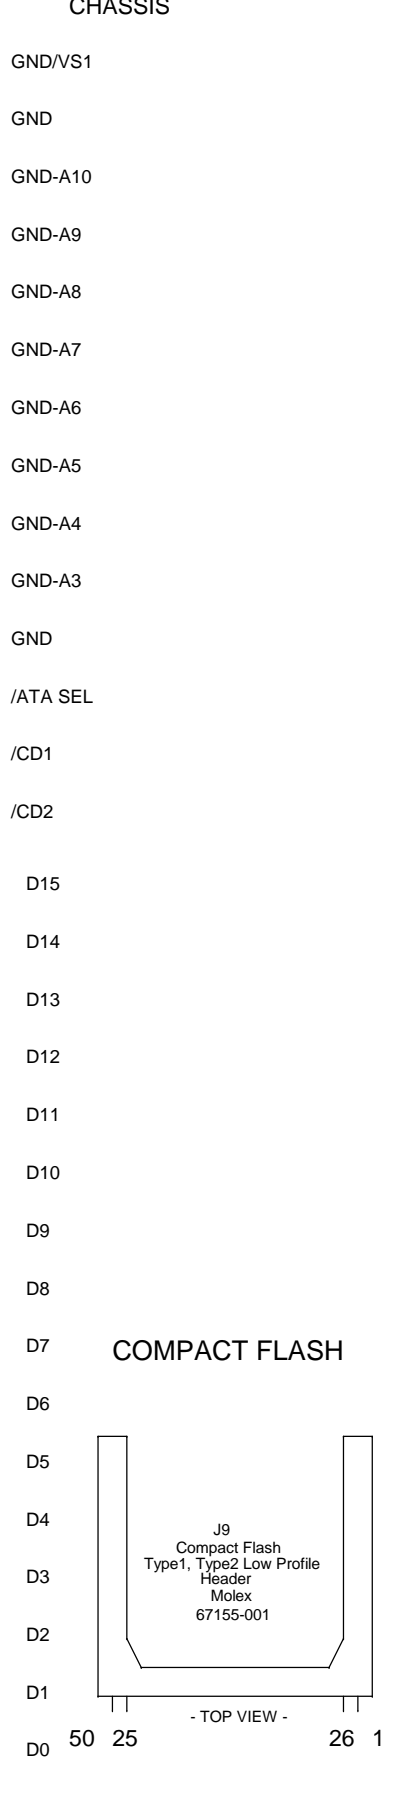 CHASSIS
GND/VS1
GND
GND-A10
GND-A9
GND-A8
GND-A7
GND-A6
GND-A5
GND-A4
GND-A3
GND
/ATA SEL
/CD1
/CD2
D15
D14
D13
D12
D11
D10
D9
D8
D7
COMPACT FLASH
D6
D5
D4
D3
D2
D1
D0
J9
Compact Flash
Type1, Type2 Low Profile
Header
Molex
67155-001
- TOP VIEW -
50 25 26 1